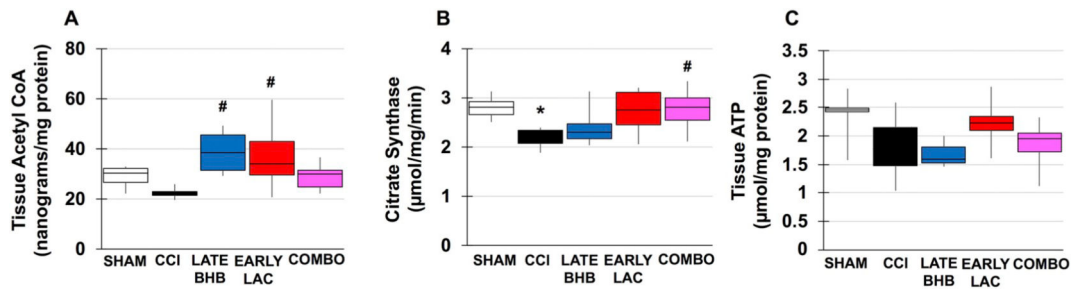 A
Tissue Acetyl CoA
(nanograms/mg protein)
80
60
40
20
0
#
#
SHAM CCI LATE BHB EARLY LAC COMBO
B
Citrate Synthase
(µmol/mg/min)
4
3
2
1
0
*
#
SHAM CCI LATE BHB EARLY LAC COMBO
C
Tissue ATP
(µmol/mg protein)
3.5
3
2.5
2
1.5
1
0.5
0
SHAM CCI LATE BHB EARLY LAC COMBO